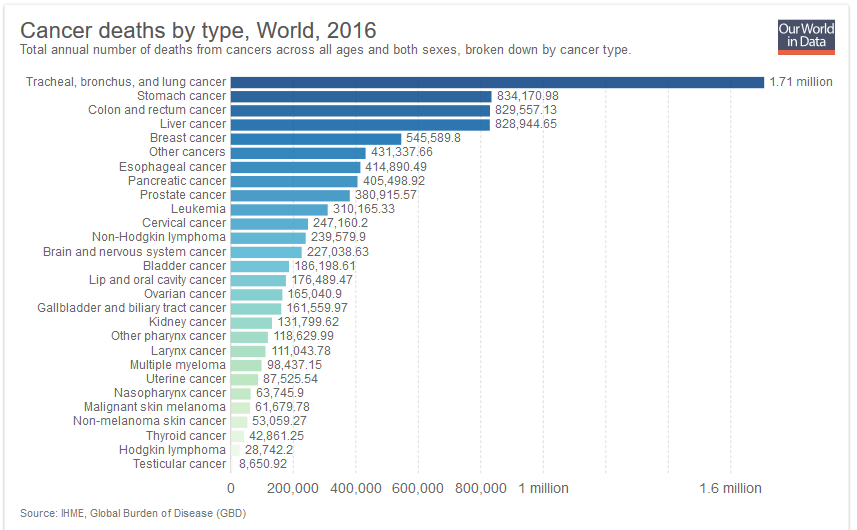 Cancer deaths by type, World, 2016
Total annual number of deaths from cancers across all ages and both sexes, broken down by cancer type.
Our World
in Data
Tracheal, bronchus, and lung cancer 1.71 million
Stomach cancer 834,170.98
Colon and rectum cancer 829,557.13
Liver cancer 828,944.65
Breast cancer 545,589.8
Other cancers 431,337.66
Esophageal cancer 414,890.49
Pancreatic cancer 405,498.92
Prostate cancer 380,915.57
Leukemia 310,165.33
Cervical cancer 247,160.2
Non-Hodgkin lymphoma 239,579.9
Brain and nervous system cancer 227,038.63
Bladder cancer 186,198.61
Lip and oral cavity cancer 176,489.47
Ovarian cancer 165,040.9
Gallbladder and biliary tract cancer 161,559.97
Kidney cancer 131,799.62
Other pharynx cancer 118,629.99
Larynx cancer 111,043.78
Multiple myeloma 98,437.15
Uterine cancer 87,525.54
Nasopharynx cancer 63,745.9
Malignant skin melanoma 61,679.78
Non-melanoma skin cancer 53,059.27
Thyroid cancer 42,861.25
Hodgkin lymphoma 28,742.2
Testicular cancer 8,650.92
0 200,000 400,000 600,000 800,000 1 million 1.6 million
Source: IHME, Global Burden of Disease (GBD)